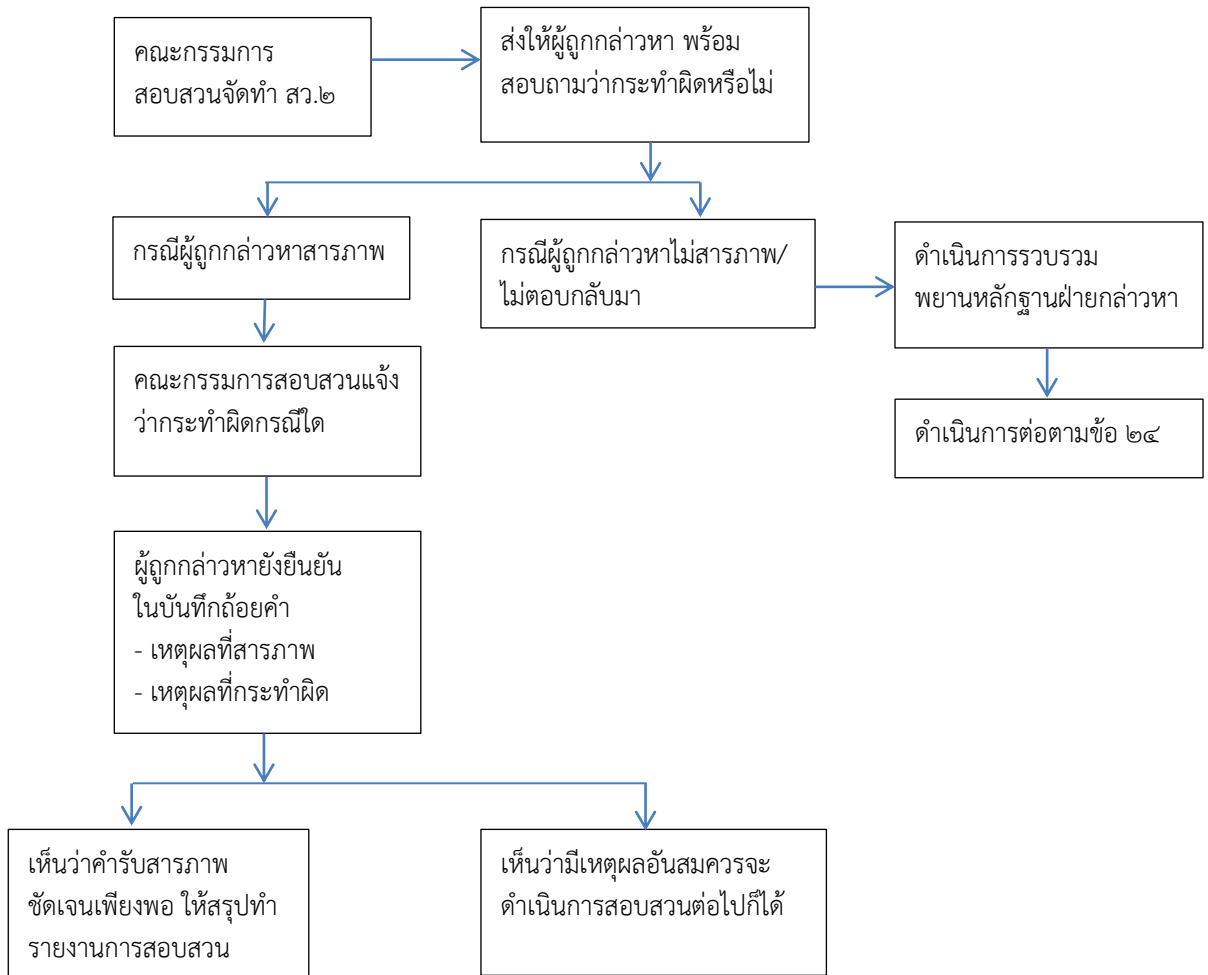 คณะกรรมการ
สอบสวนจัดทำ สว.๒
ส่งให้ผู้ถูกกล่าวหา พร้อม
สอบถามว่ากระทำผิดหรือไม่
กรณีผู้ถูกกล่าวหาสารภาพ
กรณีผู้ถูกกล่าวหาไม่สารภาพ/
ไม่ตอบกลับมา
ดำเนินการรวบรวม
พยานหลักฐานฝ่ายกล่าวหา
คณะกรรมการสอบสวนแจ้ง
ว่ากระทำผิดกรณีใด
ดำเนินการต่อตามข้อ ๒๔
ผู้ถูกกล่าวหายังยืนยัน
ในบันทึกถ้อยคำ
- เหตุผลที่สารภาพ
- เหตุผลที่กระทำผิด
เห็นว่าคำรับสารภาพ
ชัดเจนเพียงพอ ให้สรุปทำ
รายงานการสอบสวน
เห็นว่ามีเหตุผลอันสมควรจะ
ดำเนินการสอบสวนต่อไปก็ได้